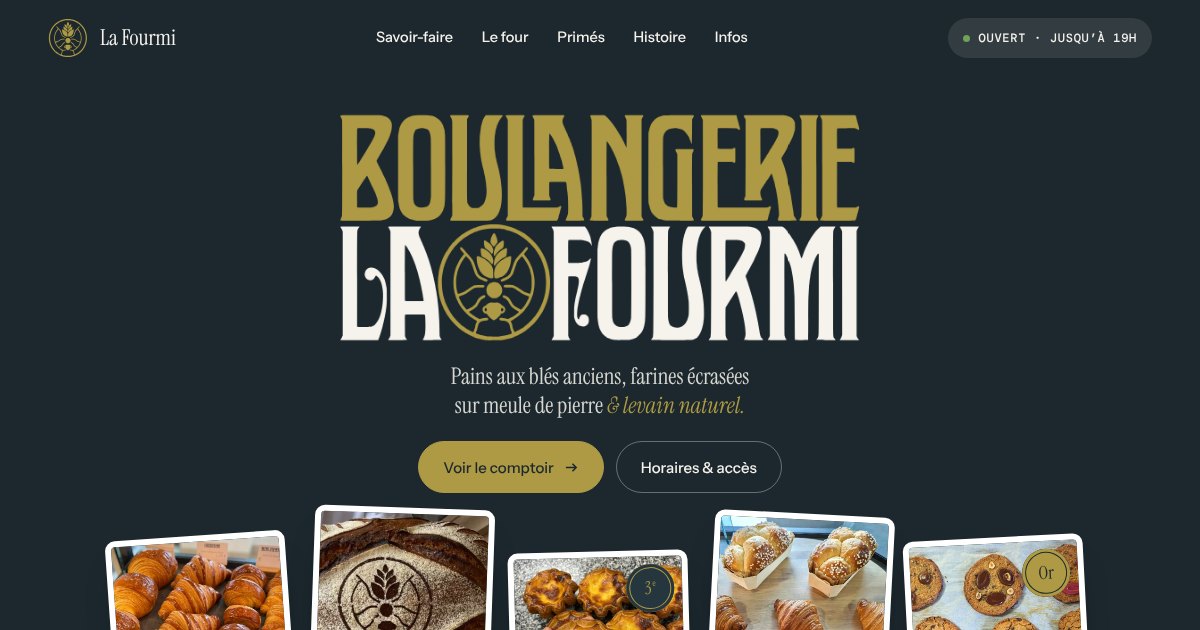 La Fourmi
Savoir-faire
Le four
Primés
Histoire
Infos
OUVERT · JUSQU'À 19H
BOULANGERIE
LA FOURMI
Pains aux blés anciens, farines écrasées
sur meule de pierre & levain naturel.
Voir le comptoir →
Horaires & accès
3e
Or